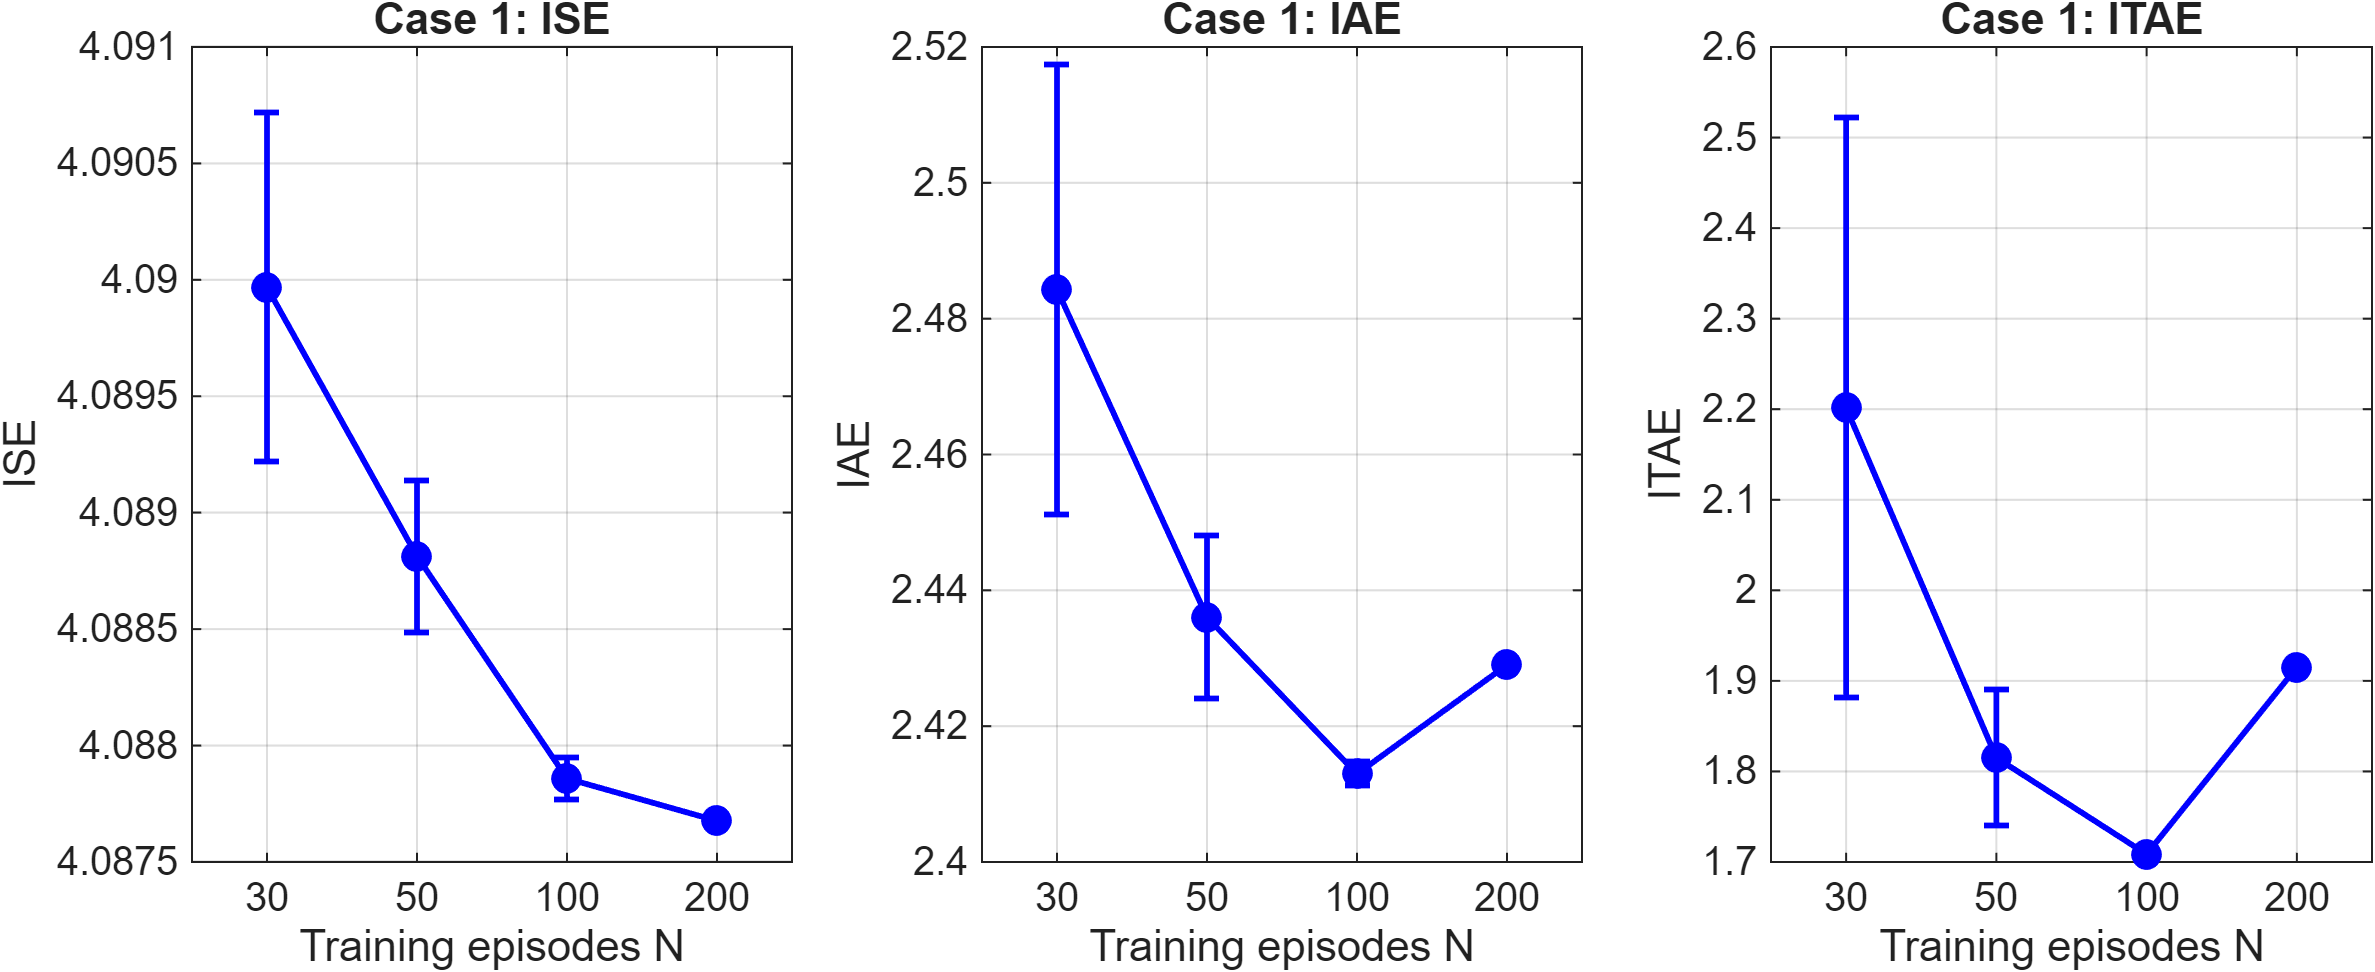 Case 1: ISE
4.091
4.0905
4.09
4.0895
4.089
4.0885
4.088
4.0875
ISE
30 50 100 200
Training episodes N
Case 1: IAE
2.52
2.5
2.48
2.46
2.44
2.42
2.4
IAE
30 50 100 200
Training episodes N
Case 1: ITAE
2.6
2.5
2.4
2.3
2.2
2.1
2
1.9
1.8
1.7
ITAE
30 50 100 200
Training episodes N